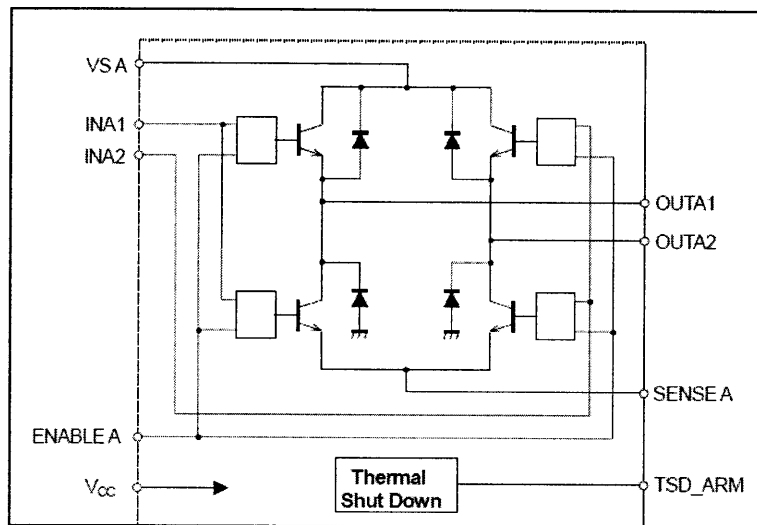 VS A
INA1
INA2
OUTA1
OUTA2
SENSE A
ENABLE A
Thermal
Shut Down
VCC
TSD_ARM